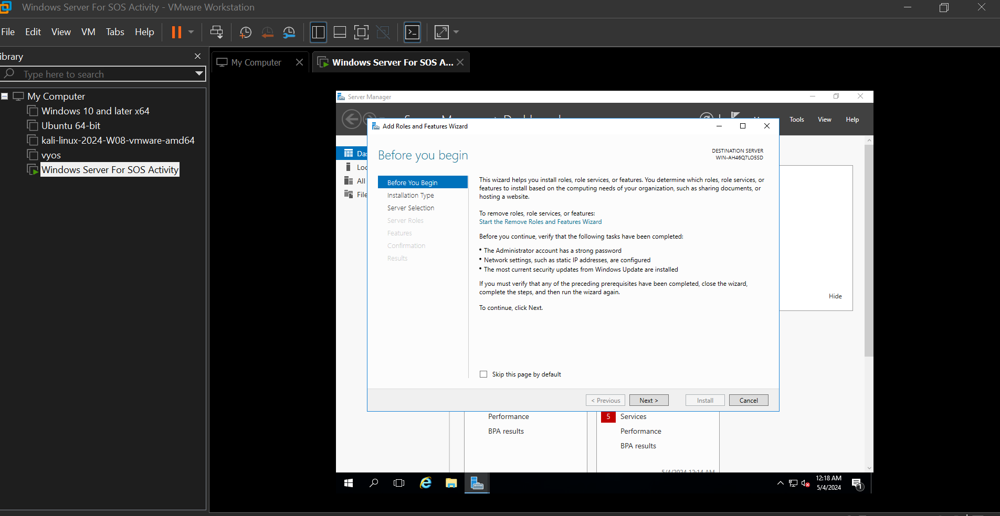 Windows Server For SOS Activity - VMware Workstation
File Edit View VM Tabs Help
ibrary
Type here to search
My Computer
Windows 10 and later x64
Ubuntu 64-bit
kali-linux-2024-W08-vmware-amd64
vyos
Windows Server For SOS Activity
My Computer
Windows Server For SOS A...
Server Manager
Tools View Help
Add Roles and Features Wizard
Before you begin
DESTINATION SERVER
WIN-AH46Q7LO5SD
Das
Loc
All
File
Before You Begin
Installation Type
Server Selection
Server Roles
Features
Confirmation
Results
This wizard helps you install roles, role services, or features. You determine which roles, role services, or
features to install based on the computing needs of your organization, such as sharing documents, or
hosting a website.
To remove roles, role services, or features:
Start the Remove Roles and Features Wizard
Before you continue, verify that the following tasks have been completed:
• The Administrator account has a strong password
• Network settings, such as static IP addresses, are configured
• The most current security updates from Windows Update are installed
If you must verify that any of the preceding prerequisites have been completed, close the wizard,
complete the steps, and then run the wizard again.
To continue, click Next.
Skip this page by default
< Previous Next > Install Cancel
Hide
Performance
BPA results
5 Services
Performance
BPA results
5/4/2024 12:14 AM
12:18 AM
5/4/2024
1